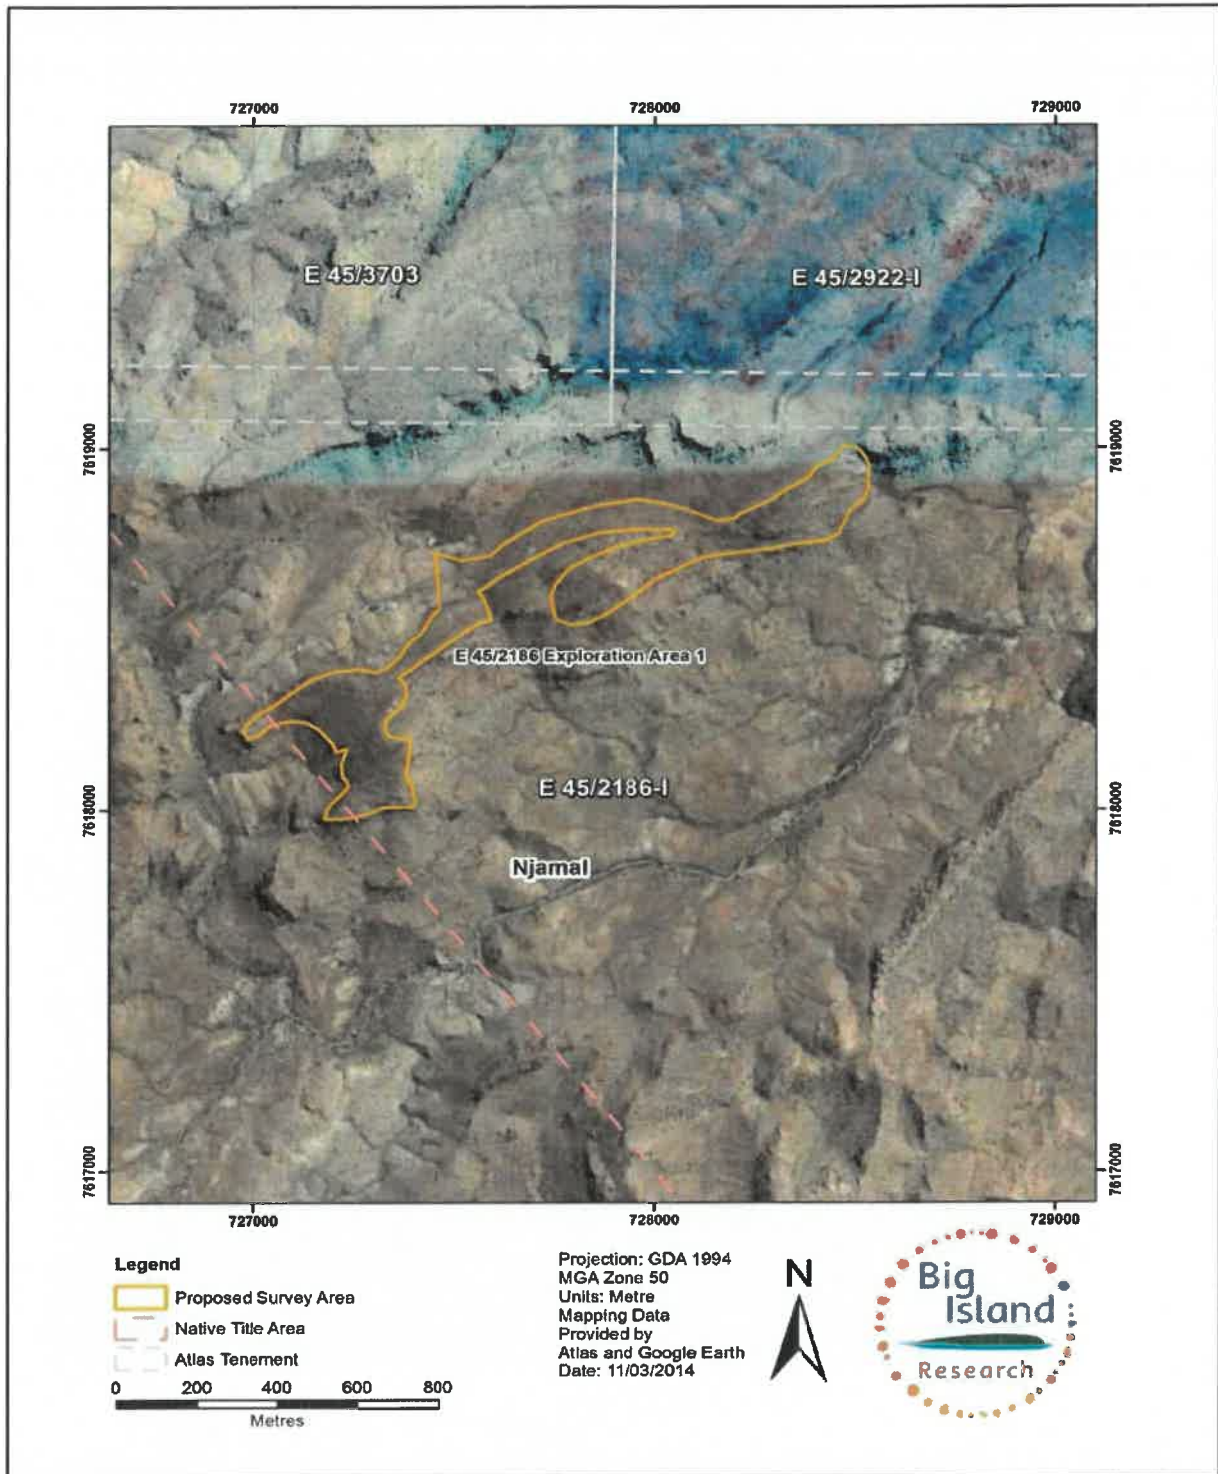 727000
728000
729000
E 45/3703
E 45/2922-I
7619000
7619000
E 45/2186 Exploration Area 1
E 45/2186-I
7618000
7618000
Njamal
7617000
7617000
727000
728000
729000
Legend
Proposed Survey Area
Native Title Area
Atlas Tenement
0 200 400 600 800
Metres
Projection: GDA 1994
MGA Zone 50
Units: Metre
Mapping Data
Provided by
Atlas and Google Earth
Date: 11/03/2014
N
Big
Island
Research